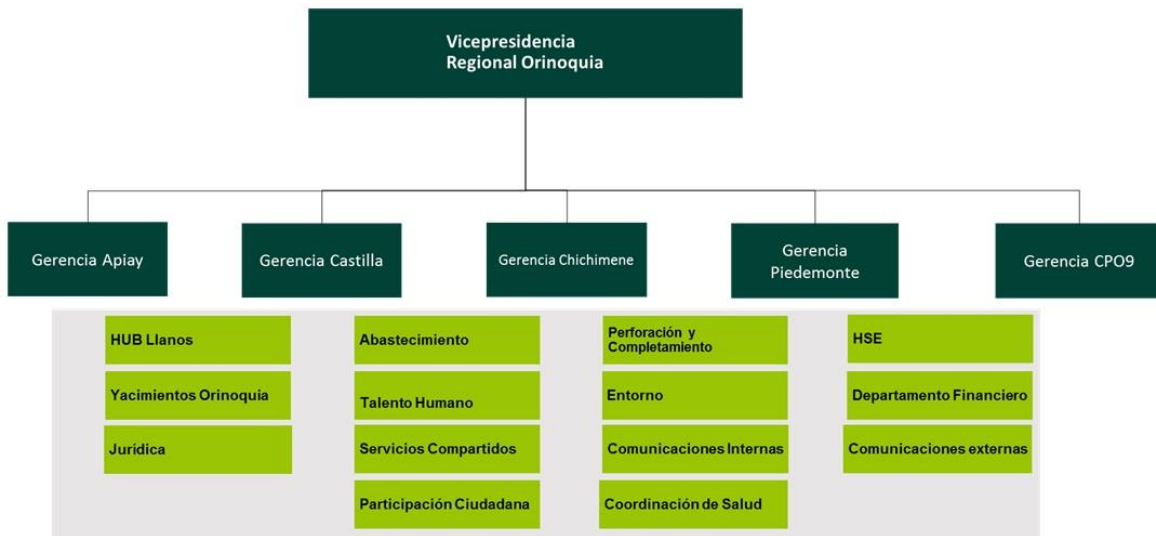 Vicepresidencia
Regional Orinoquia
Gerencia Apiay
Gerencia Castilla
Gerencia Chichimene
Gerencia
Piedemonte
Gerencia CPO9
HUB Llanos
Abastecimiento
Perforación y
Completamiento
HSE
Yacimientos Orinoquia
Talento Humano
Entorno
Departamento Financiero
Jurídica
Servicios Compartidos
Comunicaciones Internas
Comunicaciones externas
Participación Ciudadana
Coordinación de Salud